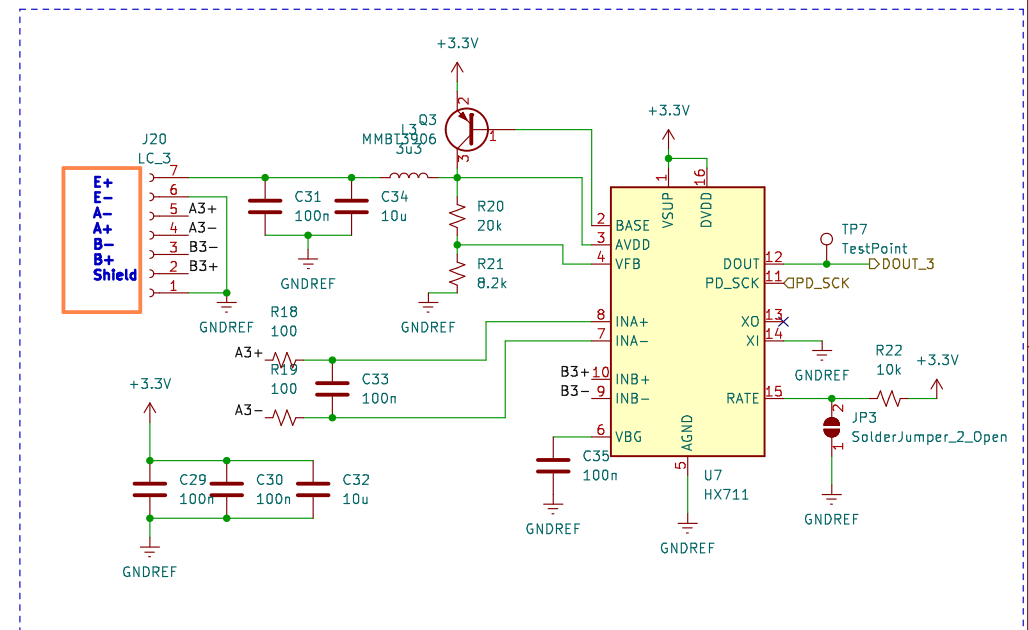 +3.3V
+3.3V
J20
LC_3
Q3
MMBT3906
L3
3u3
2
1
3
E+
E-
A-
A+
B-
B+
Shield
7
6
5 A3+
4 A3-
3 B3-
2 B3+
1
C31
100n
C34
10u
GNDREF
GNDREF
R20
20k
R21
8.2k
GNDREF
1
16
VSUP
DVDD
2 BASE
3 AVDD
4 VFB
8 INA+
7 INA-
B3+ 10 INB+
B3- 9 INB-
6 VBG
AGND
5
DOUT 12
PD_SCK 11
XO 13
XI 14
RATE 15
TP7
TestPoint
DOUT_3
PD_SCK
GNDREF
R22
10k
+3.3V
JP3
SolderJumper_2_Open
2
1
GNDREF
U7
HX711
GNDREF
R18
100
A3+
R19
100
A3-
C33
100n
C35
100n
GNDREF
+3.3V
C29
100n
C30
100n
C32
10u
GNDREF